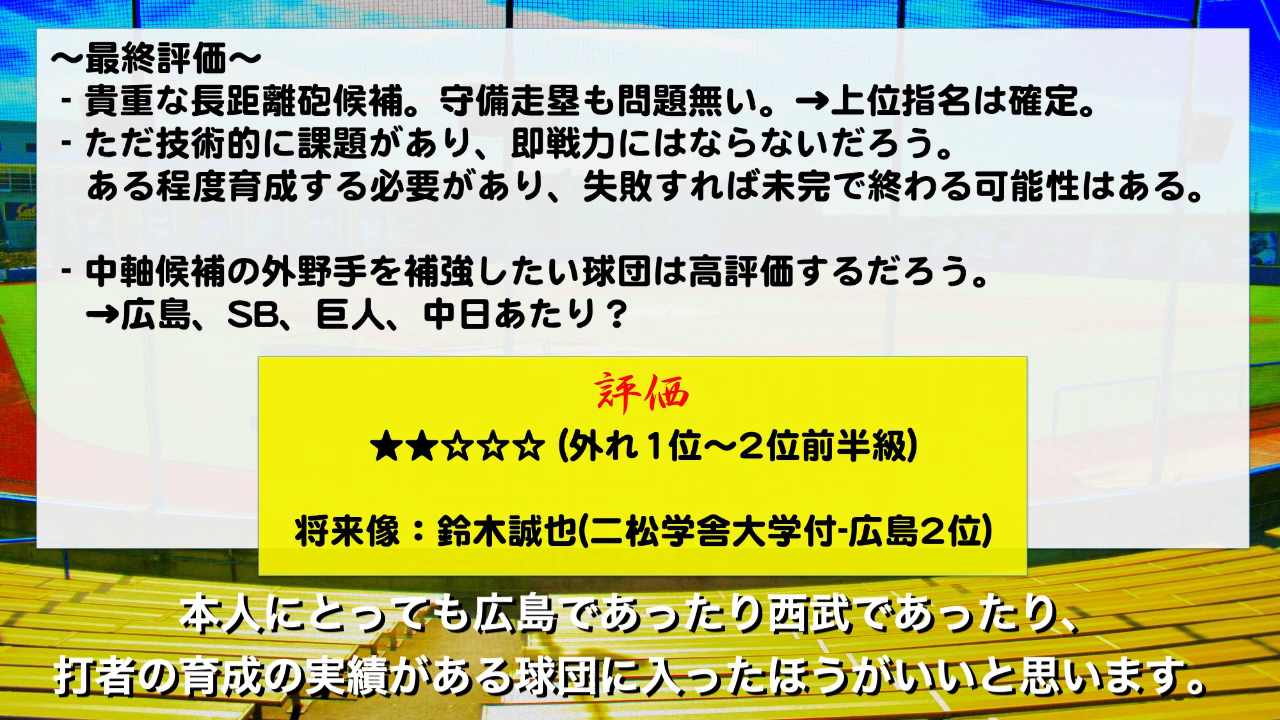 ～最終評価～
- 貴重な長距離砲候補。守備走塁も問題無い。→上位指名は確定。
- ただ技術的に課題があり、即戦力にはならないだろう。
ある程度育成する必要があり、失敗すれば未完で終わる可能性はある。
- 中軸候補の外野手を補強したい球団は高評価するだろう。
→広島、SB、巨人、中日あたり？
評価
★★☆☆☆ (外れ1位～2位前半級)
将来像：鈴木誠也(二松学舎大学付-広島2位)
本人にとっても広島であったり西武であったり、
打者の育成の実績がある球団に入ったほうがいいと思います。